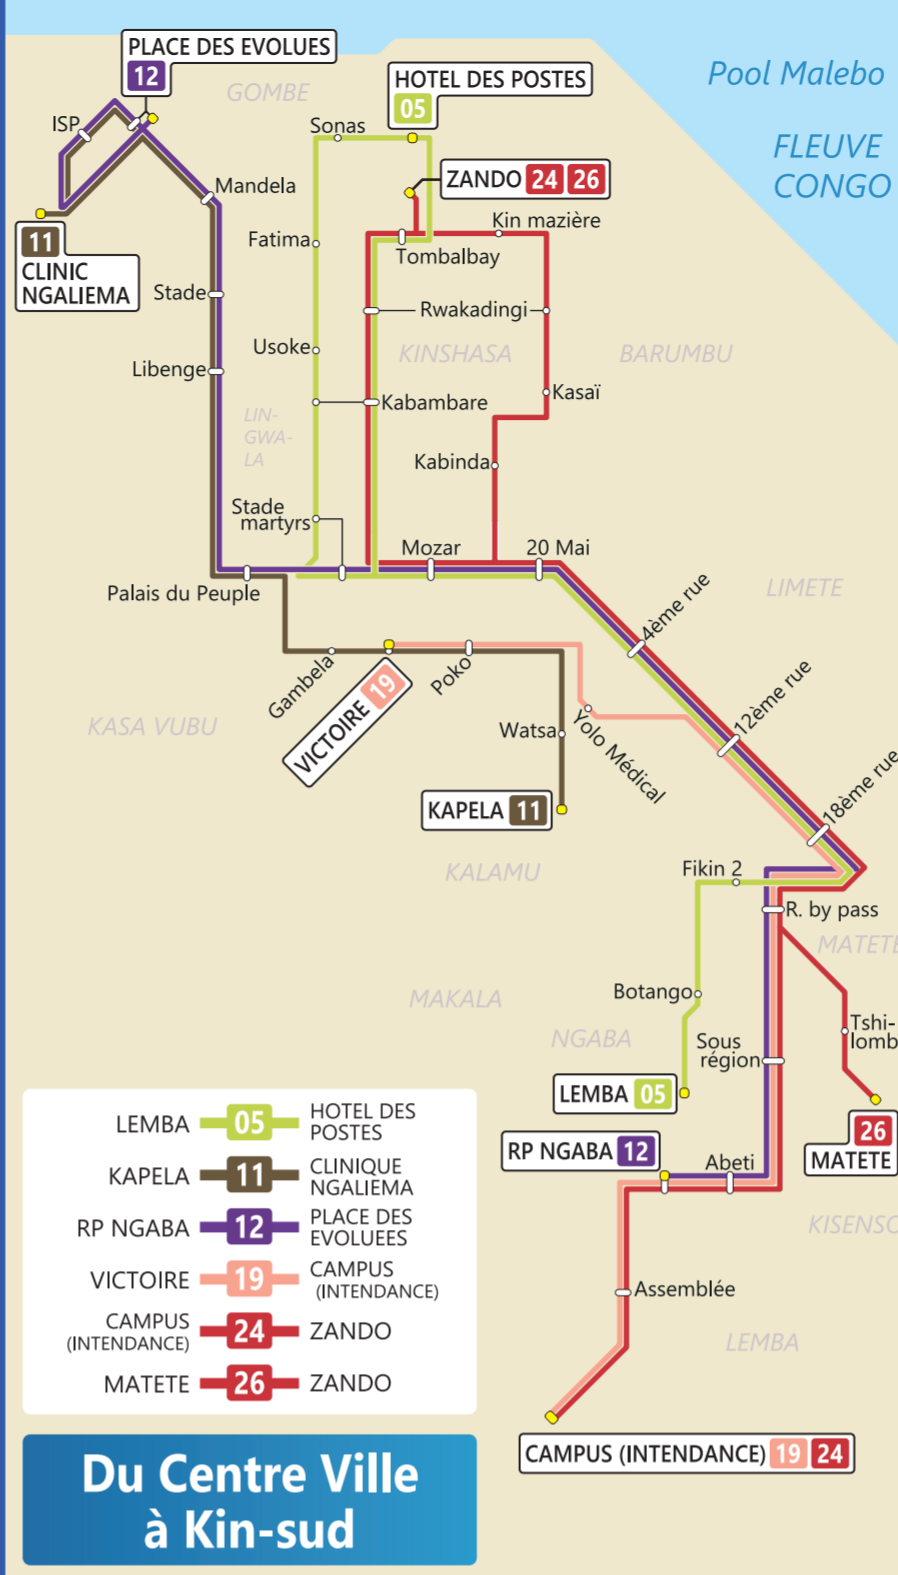 PLACE DES EVOLUES
12
GOMBE
HOTEL DES POSTES
05
Pool Malebo
FLEUVE
CONGO
ISP
Sonas
ZANDO 24 26
Mandela
Kin mazière
11
CLINIC
NGALIEMA
Fatima
Tombalbay
Stade
Rwakadingi
Usoke
KINSHASA
BARUMBU
Libenge
Kabambare
Kasaï
LIN-
GWA-
LA
Kabinda
Stade
martyrs
Mozar
20 Mai
Palais du Peuple
4ème rue
LIMETE
Gambela
VICTOIRE 19
Poko
12ème rue
KASA VUBU
Watsa
Yolo Médical
18ème rue
KAPELA 11
KALAMU
Fikin 2
R. by pass
MATETE
MAKALA
Botango
NGABA
Sous
région
Tshi-
lomb
LEMBA 05
26
MATETE
RP NGABA 12
Abeti
KISENSO
Assemblée
LEMBA
CAMPUS (INTENDANCE) 19 24
LEMBA 05 HOTEL DES
POSTES
KAPELA 11 CLINIQUE
NGALIEMA
RP NGABA 12 PLACE DES
EVOLUEES
VICTOIRE 19 CAMPUS
(INTENDANCE)
CAMPUS
(INTENDANCE) 24 ZANDO
MATETE 26 ZANDO
Du Centre Ville
à Kin-sud